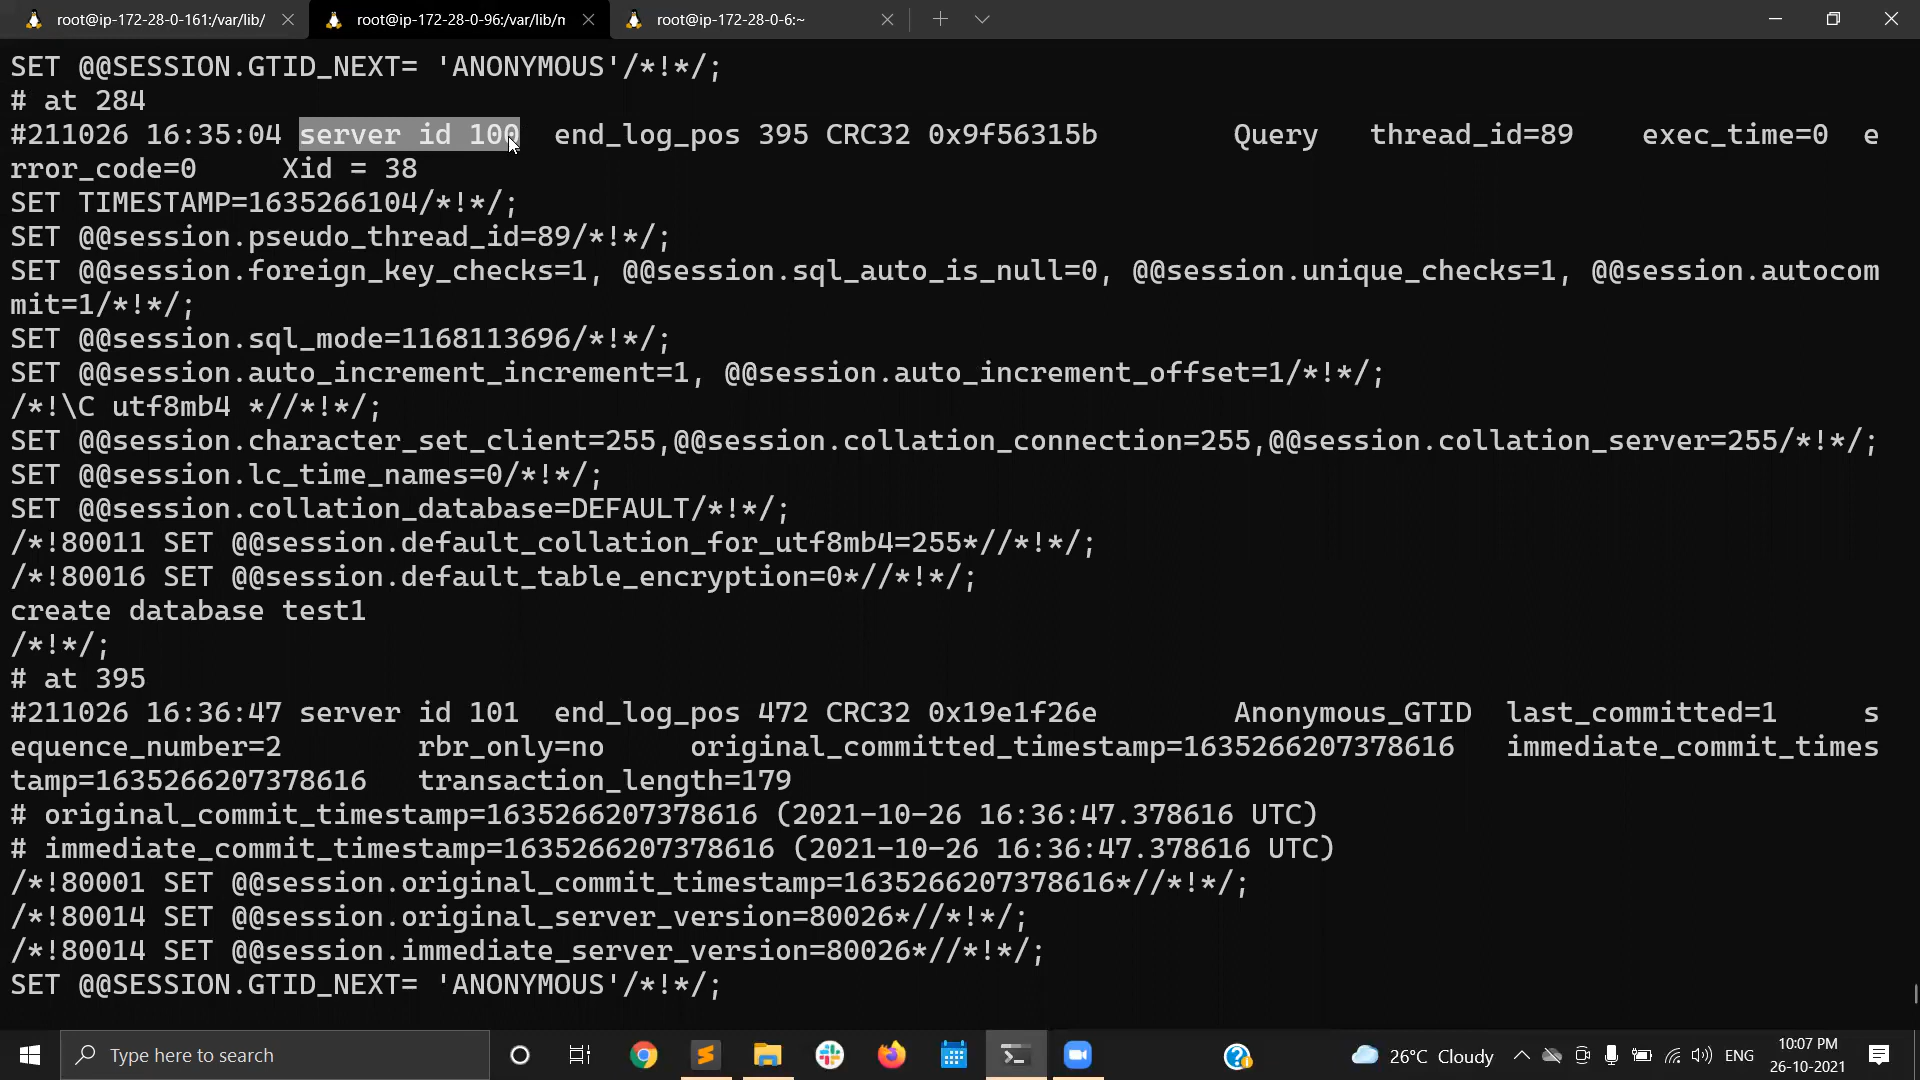 root@ip-172-28-0-161:/var/lib/
root@ip-172-28-0-96:/var/lib/n
root@ip-172-28-0-6:~
SET @@SESSION.GTID_NEXT= 'ANONYMOUS'/*!*/;
# at 284
#211026 16:35:04 server id 100  end_log_pos 395 CRC32 0x9f56315b        Query   thread_id=89    exec_time=0  e
rror_code=0     Xid = 38
SET TIMESTAMP=1635266104/*!*/;
SET @@session.pseudo_thread_id=89/*!*/;
SET @@session.foreign_key_checks=1, @@session.sql_auto_is_null=0, @@session.unique_checks=1, @@session.autocom
mit=1/*!*/;
SET @@session.sql_mode=1168113696/*!*/;
SET @@session.auto_increment_increment=1, @@session.auto_increment_offset=1/*!*/;
/*!\C utf8mb4 *//*!*/;
SET @@session.character_set_client=255,@@session.collation_connection=255,@@session.collation_server=255/*!*/;
SET @@session.lc_time_names=0/*!*/;
SET @@session.collation_database=DEFAULT/*!*/;
/*!80011 SET @@session.default_collation_for_utf8mb4=255*//*!*/;
/*!80016 SET @@session.default_table_encryption=0*//*!*/;
create database test1
/*!*/;
# at 395
#211026 16:36:47 server id 101  end_log_pos 472 CRC32 0x19e1f26e        Anonymous_GTID  last_committed=1     s
equence_number=2        rbr_only=no     original_committed_timestamp=1635266207378616   immediate_commit_times
tamp=1635266207378616   transaction_length=179
# original_commit_timestamp=1635266207378616 (2021-10-26 16:36:47.378616 UTC)
# immediate_commit_timestamp=1635266207378616 (2021-10-26 16:36:47.378616 UTC)
/*!80001 SET @@session.original_commit_timestamp=1635266207378616*//*!*/;
/*!80014 SET @@session.original_server_version=80026*//*!*/;
/*!80014 SET @@session.immediate_server_version=80026*//*!*/;
SET @@SESSION.GTID_NEXT= 'ANONYMOUS'/*!*/;
Type here to search
26°C Cloudy
ENG
10:07 PM
26-10-2021